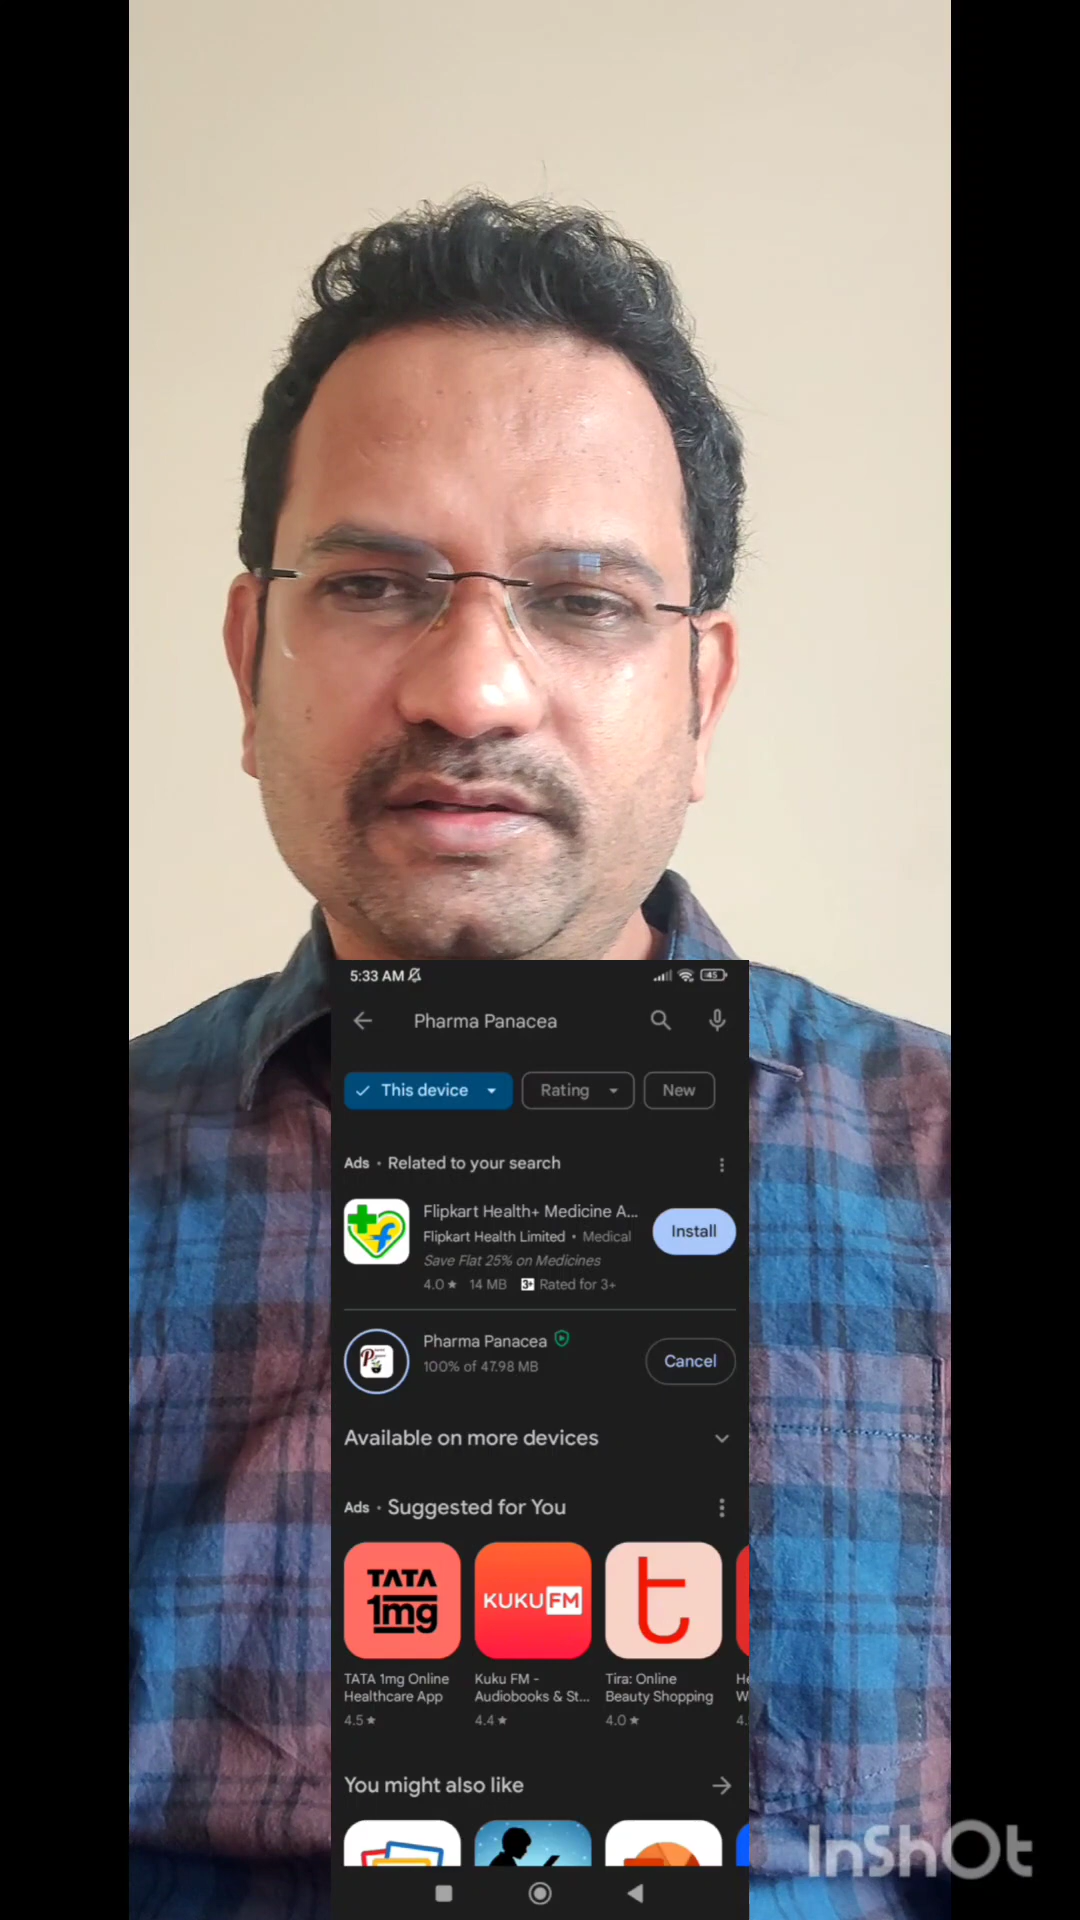 5:33 AM
45
Pharma Panacea
This device
Rating
New
Ads • Related to your search
Flipkart Health+ Medicine A...
Flipkart Health Limited • Medical
Install
Save Flat 25% on Medicines
4.0 ★ 14 MB 3+ Rated for 3+
Pharma Panacea
100% of 47.98 MB
Cancel
Available on more devices
Ads • Suggested for You
TATA
1mg
KUKU FM
t
TATA 1mg Online
Healthcare App
4.5 ★
Kuku FM -
Audiobooks & St...
4.4 ★
Tira: Online
Beauty Shopping
4.0 ★
He
W
4.
You might also like
InShOt